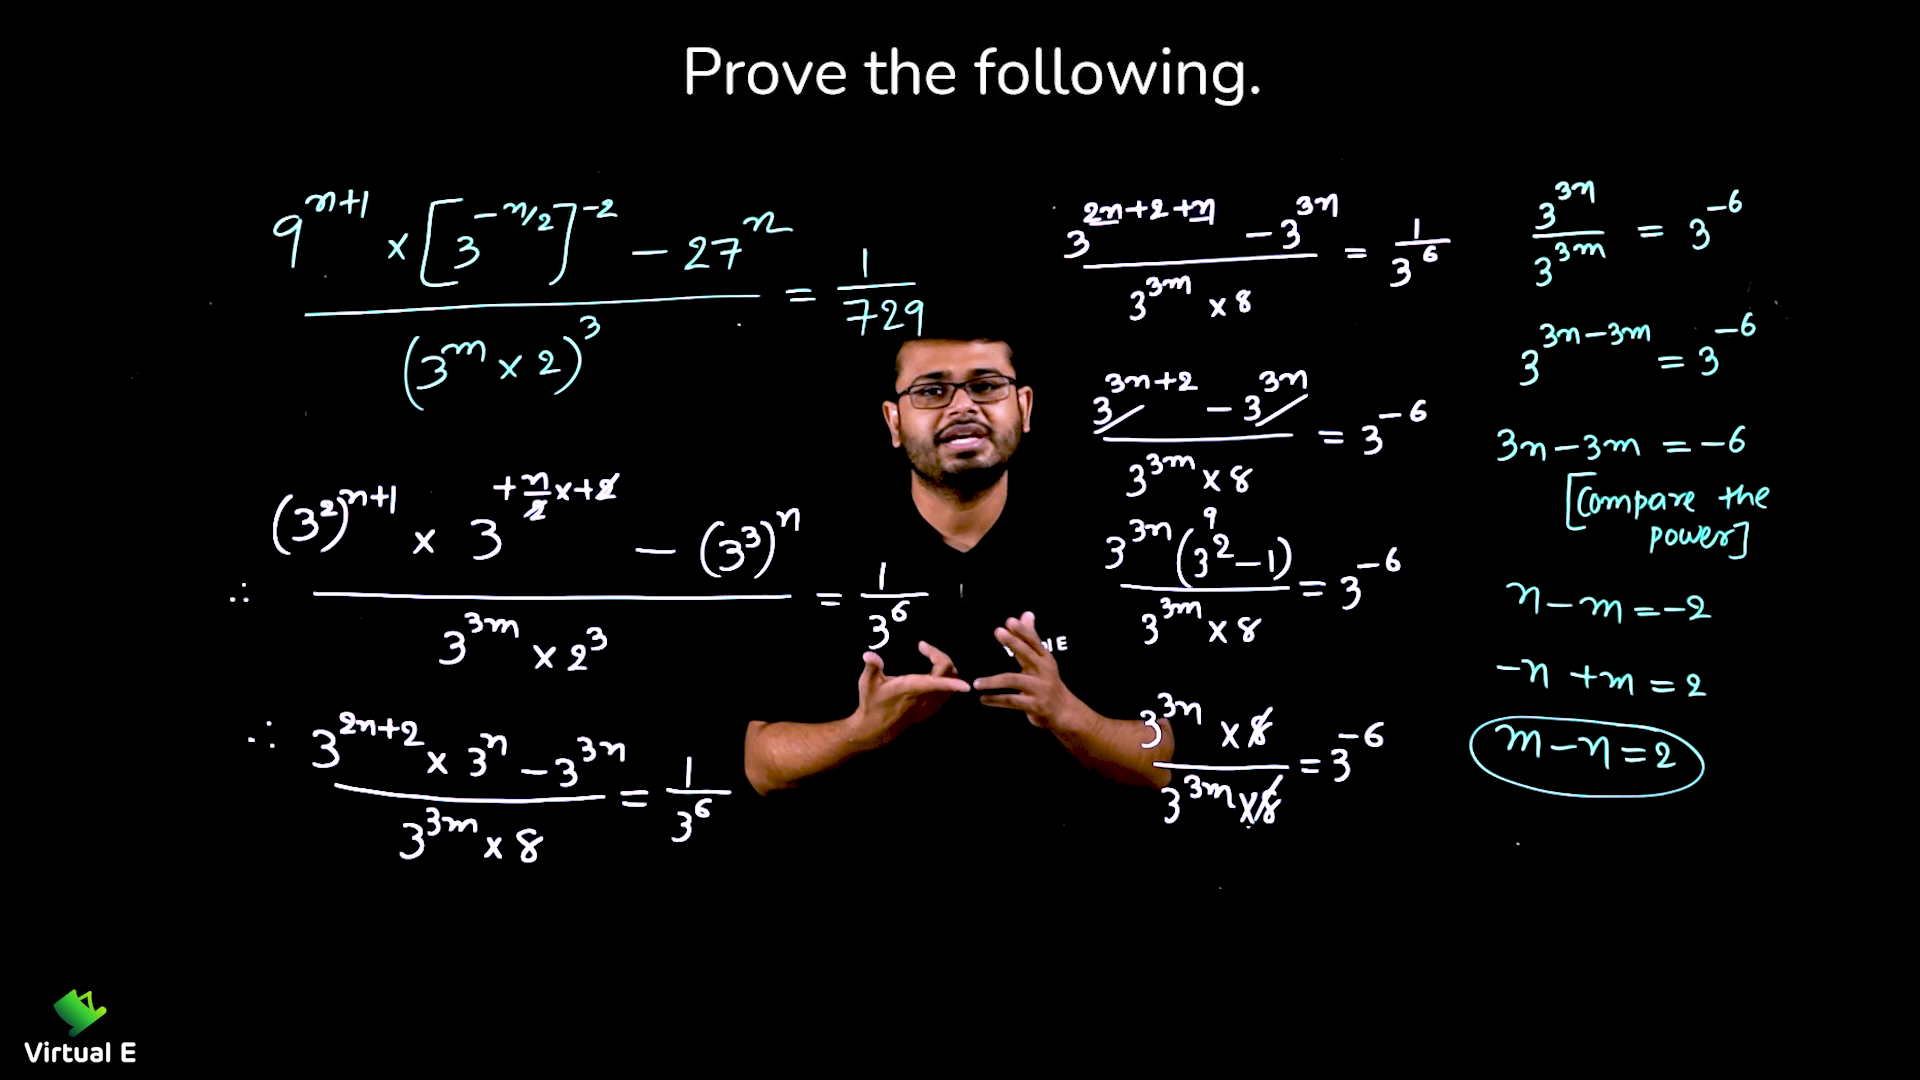 Prove the following.
9^{n+1} × [3^{-n/2}]^{-2} - 27^n / (3^m × 2)^3 = 1/729
∴ (3^2)^{n+1} × 3^{+n/2 × +2} - (3^3)^n / 3^{3m} × 2^3 = 1/3^6
∴ 3^{2n+2} × 3^n - 3^{3n} / 3^{3m} × 8 = 1/3^6
3^{2n+2+n} - 3^{3n} / 3^{3m} × 8 = 1/3^6
3^{3n+2} - 3^{3n} / 3^{3m} × 8 = 3^{-6}
9
3^{3n} (3^2 - 1) / 3^{3m} × 8 = 3^{-6}
3^{3n} × 8 / 3^{3m} × 8 = 3^{-6}
3^{3n} / 3^{3m} = 3^{-6}
3^{3n-3m} = 3^{-6}
3n - 3m = -6
[Compare the
power]
n - m = -2
-n + m = 2
m - n = 2
Virtual E